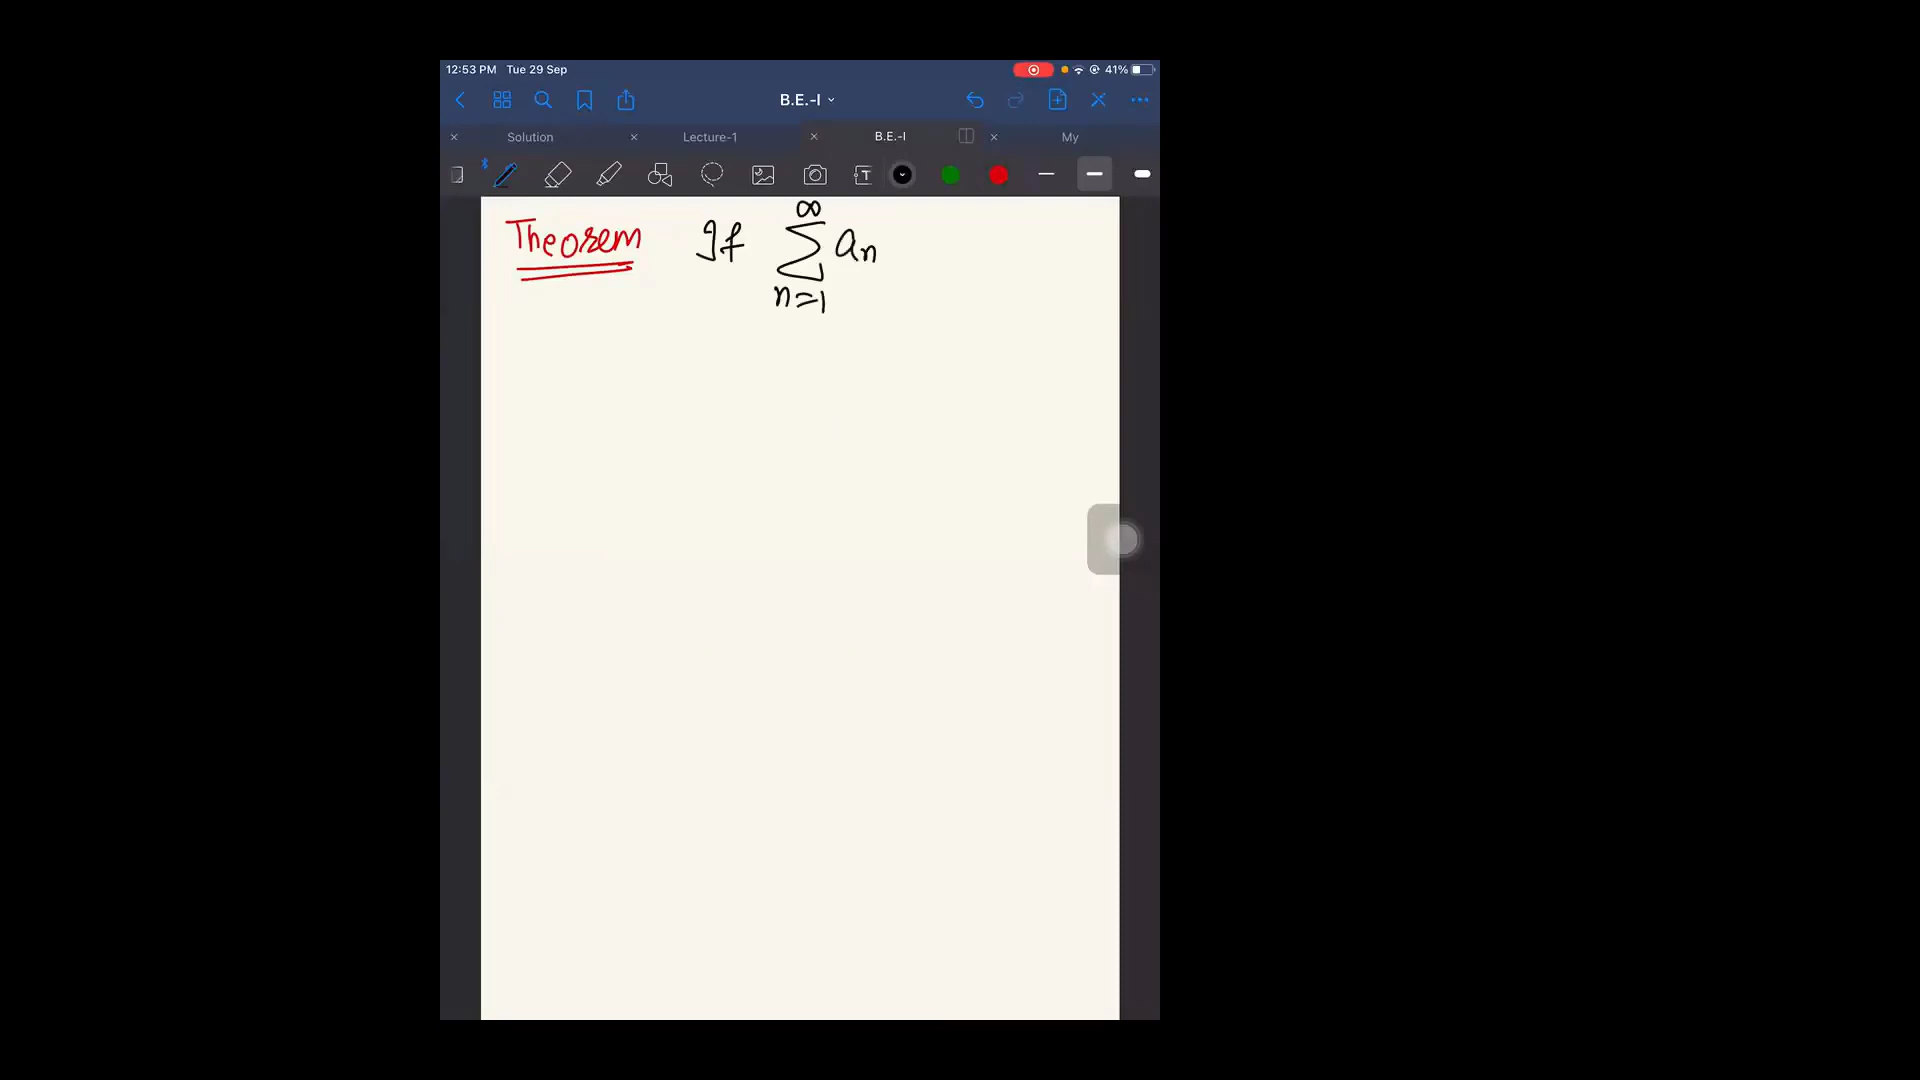 12:53 PM Tue 29 Sep 41%
B.E.-I
Solution Lecture-1 B.E.-I My
T
Theorem If ∞∑n=1 an